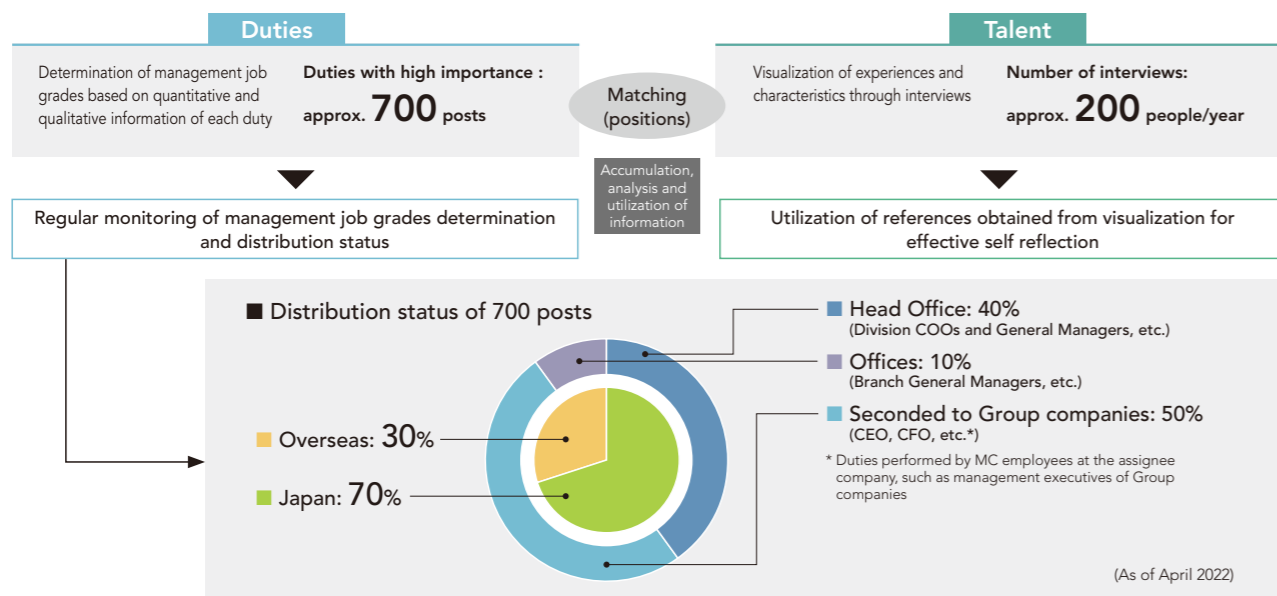 Duties
Determination of management job
grades based on quantitative and
qualitative information of each duty
Duties with high importance :
approx. 700 posts
Matching
(positions)
Accumulation,
analysis and
utilization of
information
Talent
Visualization of experiences and
characteristics through interviews
Number of interviews:
approx. 200 people/year
Regular monitoring of management job grades determination
and distribution status
Utilization of references obtained from visualization for
effective self reflection
■ Distribution status of 700 posts
Overseas: 30%
Japan: 70%
Head Office: 40%
(Division COOs and General Managers, etc.)
Offices: 10%
(Branch General Managers, etc.)
Seconded to Group companies: 50%
(CEO, CFO, etc.*)
* Duties performed by MC employees at the assignee
company, such as management executives of Group
companies
(As of April 2022)